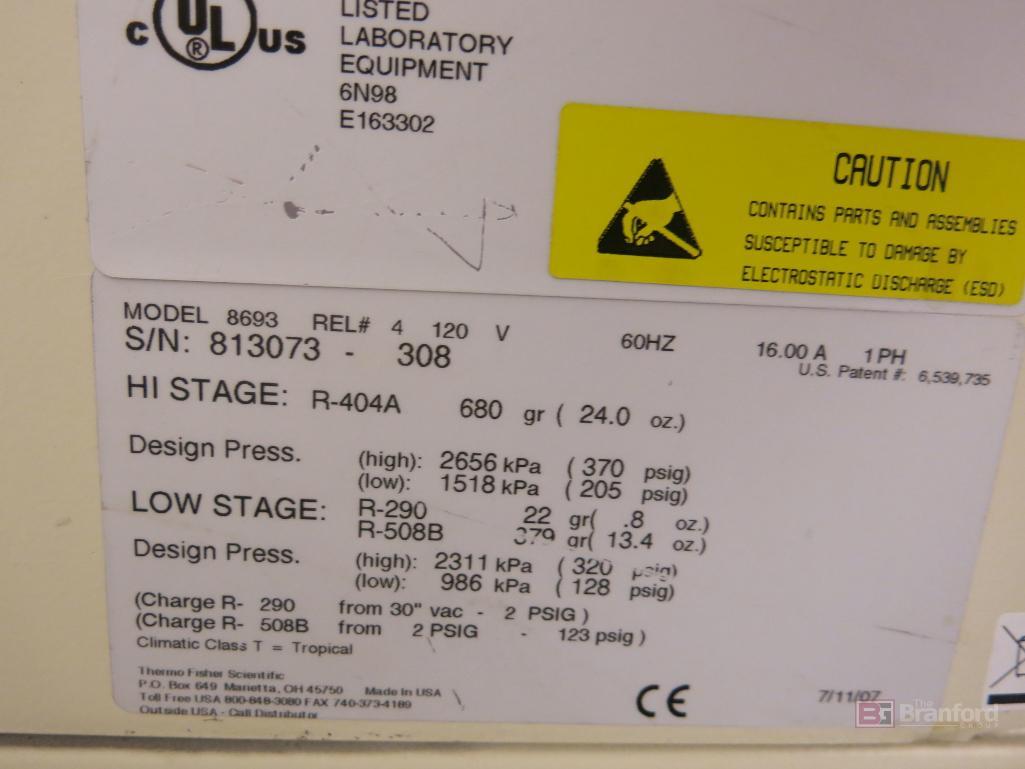 C UL ® US
LISTED
LABORATORY
EQUIPMENT
6N98
E163302
CAUTION
CONTAINS PARTS AND ASSEMBLIES
SUSCEPTIBLE TO DAMAGE BY
ELECTROSTATIC DISCHARGE (ESD)
MODEL 8693 REL# 4 120 V 60HZ 16.00 A 1 PH
S/N: 813073 - 308
U.S. Patent #: 6,539,735
HI STAGE: R-404A 680 gr ( 24.0 oz.)
Design Press. (high): 2656 kPa ( 370 psig)
(low): 1518 kPa ( 205 psig)
LOW STAGE: R-290 22 gr( .8 oz.)
R-508B 379 gr( 13.4 oz.)
Design Press. (high): 2311 kPa ( 320 psig)
(low): 986 kPa ( 128 psig)
(Charge R- 290 from 30" vac - 2 PSIG )
(Charge R- 508B from 2 PSIG - 123 psig )
Climatic Class T = Tropical
Thermo Fisher Scientific
P.O. Box 649 Marietta, OH 45750 Made In USA
Toll Free USA 800-848-3080 FAX 740-373-4189
Outside USA - Call Distributor
CE
7/11/07
BG The Branford GROUP